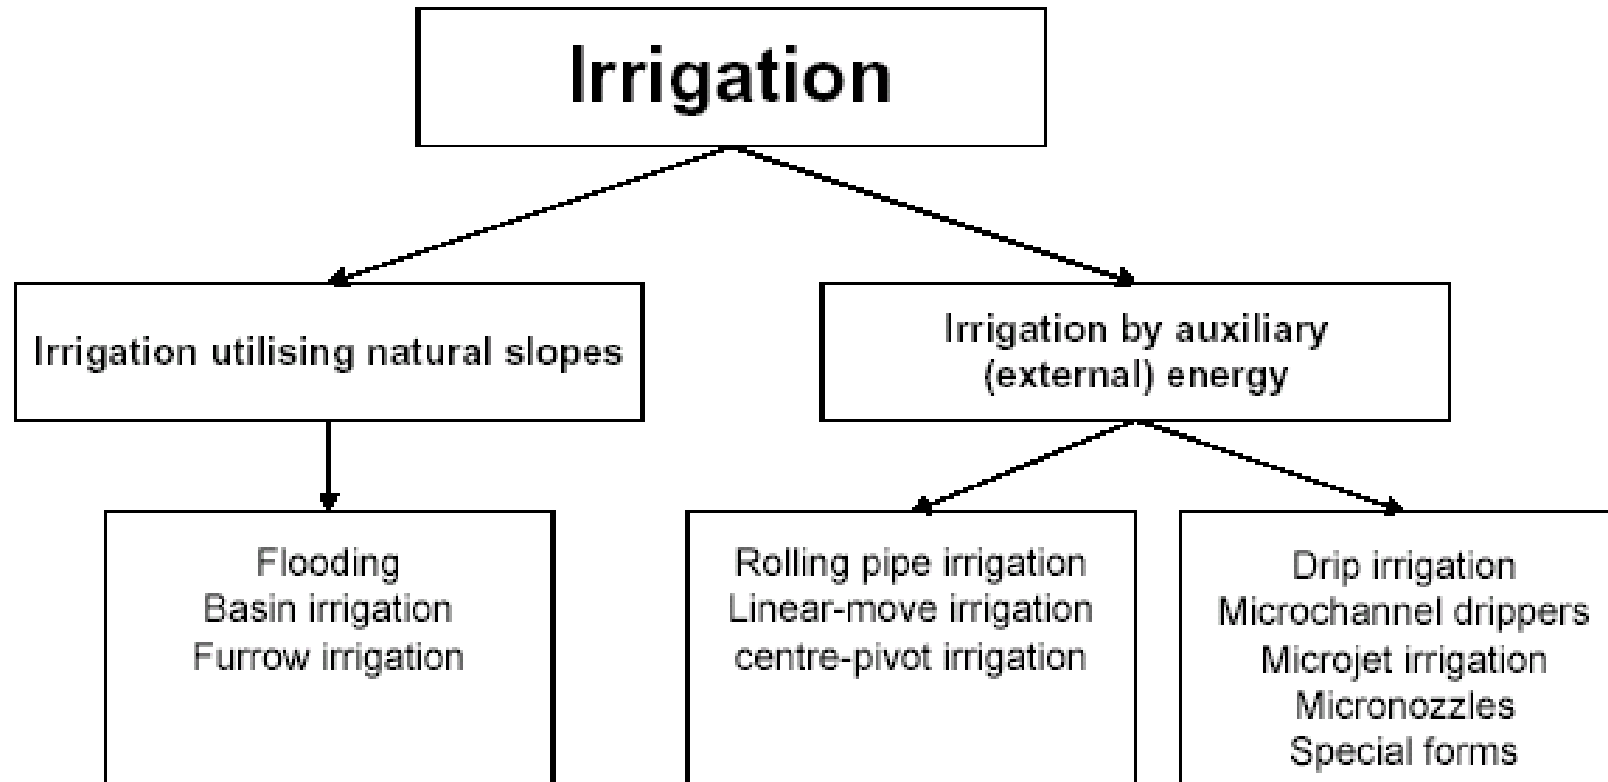 Irrigation
Irrigation utilising natural slopes
Irrigation by auxiliary
(external) energy
Flooding
Basin irrigation
Furrow irrigation
Rolling pipe irrigation
Linear-move irrigation
centre-pivot irrigation
Drip irrigation
Microchannel drippers
Microjet irrigation
Micronozzles
Special forms